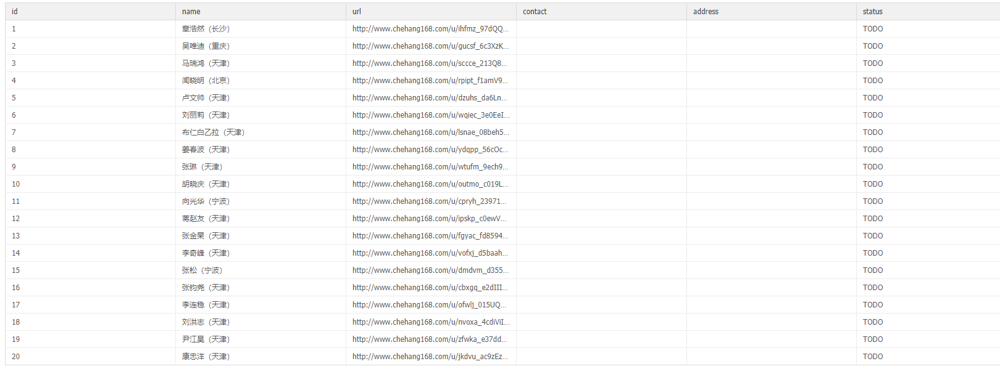 id name url contact address status
1 章浩然（长沙） http://www.chehang168.com/u/ihfmz_97dQQ... TODO
2 吴唯迪（重庆） http://www.chehang168.com/u/gucsf_6c3XzK... TODO
3 马瑞鸿（天津） http://www.chehang168.com/u/sccce_213Q8... TODO
4 闻晓明（北京） http://www.chehang168.com/u/rpipt_f1amV9... TODO
5 卢文帅（天津） http://www.chehang168.com/u/dzuhs_da6Ln... TODO
6 刘丽莉（天津） http://www.chehang168.com/u/wqiec_3e0EeI... TODO
7 布仁白乙拉（天津） http://www.chehang168.com/u/lsnae_08beh5... TODO
8 姜春波（天津） http://www.chehang168.com/u/ydqpp_56cOc... TODO
9 张琳（天津） http://www.chehang168.com/u/wtufm_9ech9... TODO
10 胡晓庆（天津） http://www.chehang168.com/u/outmo_c019L... TODO
11 向光华（宁波） http://www.chehang168.com/u/cpryh_23971... TODO
12 蒋赵友（天津） http://www.chehang168.com/u/ipskp_c0ewV... TODO
13 张金杲（天津） http://www.chehang168.com/u/fgyac_fd8594... TODO
14 李奇峰（天津） http://www.chehang168.com/u/vofxj_d5baah... TODO
15 张松（宁波） http://www.chehang168.com/u/dmdvm_d355... TODO
16 张钧尧（天津） http://www.chehang168.com/u/cbxgq_e2dIII... TODO
17 李连稳（天津） http://www.chehang168.com/u/ofwlj_015UQ... TODO
18 刘洪志（天津） http://www.chehang168.com/u/nvoxa_4cdiViI... TODO
19 尹江昊（天津） http://www.chehang168.com/u/zfwka_e37dd... TODO
20 康忠洋（天津） http://www.chehang168.com/u/jkdvu_ac9zEz... TODO